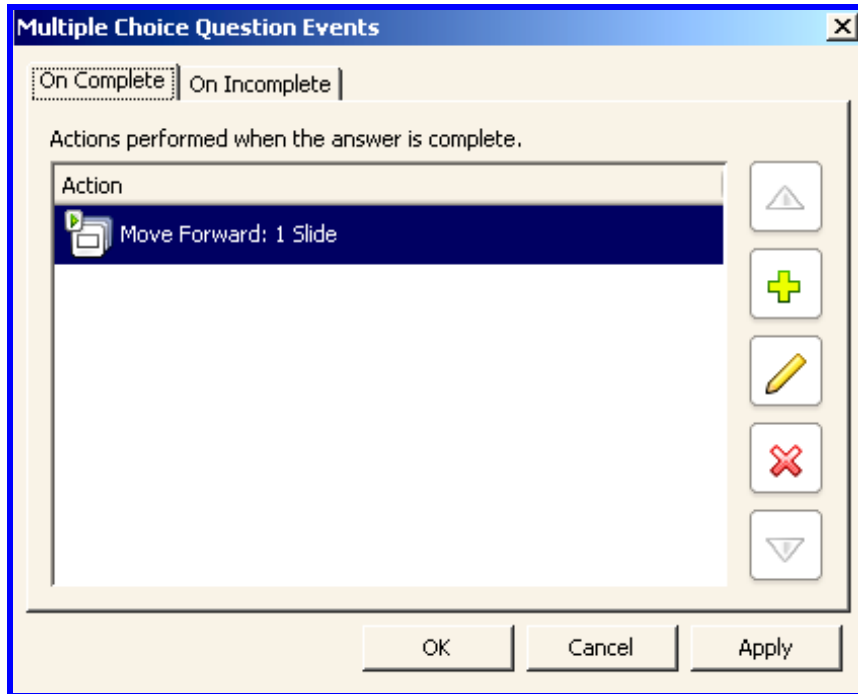 Multiple Choice Question Events
On Complete On Incomplete
Actions performed when the answer is complete.
Action
Move Forward: 1 Slide
OK Cancel Apply